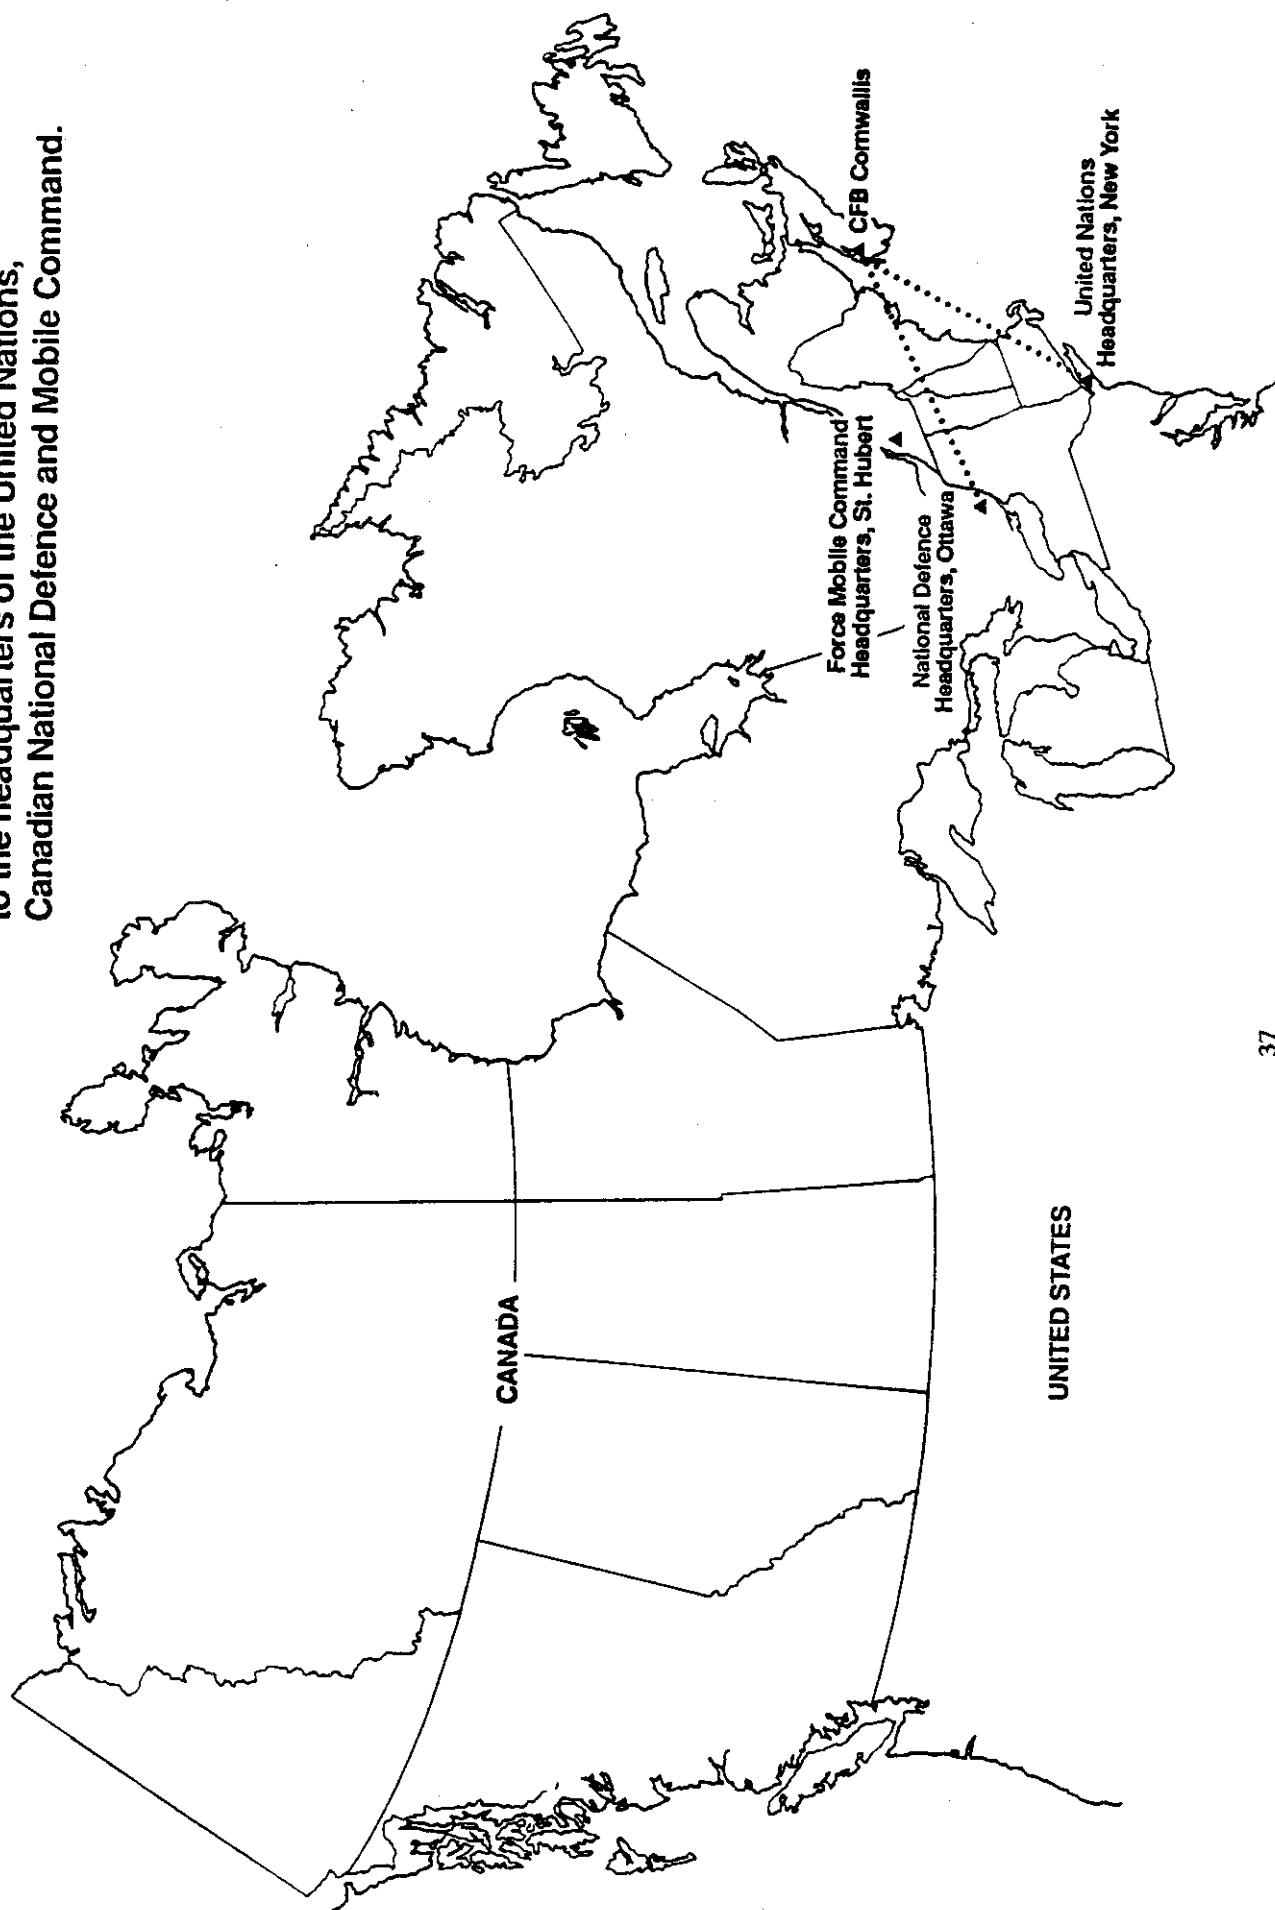 to the headquarters of the United Nations,
Canadian National Defence and Mobile Command.
CANADA
UNITED STATES
Force Mobile Command
Headquarters, St. Hubert
National Defence
Headquarters, Ottawa
CFB Cornwallis
United Nations
Headquarters, New York
37